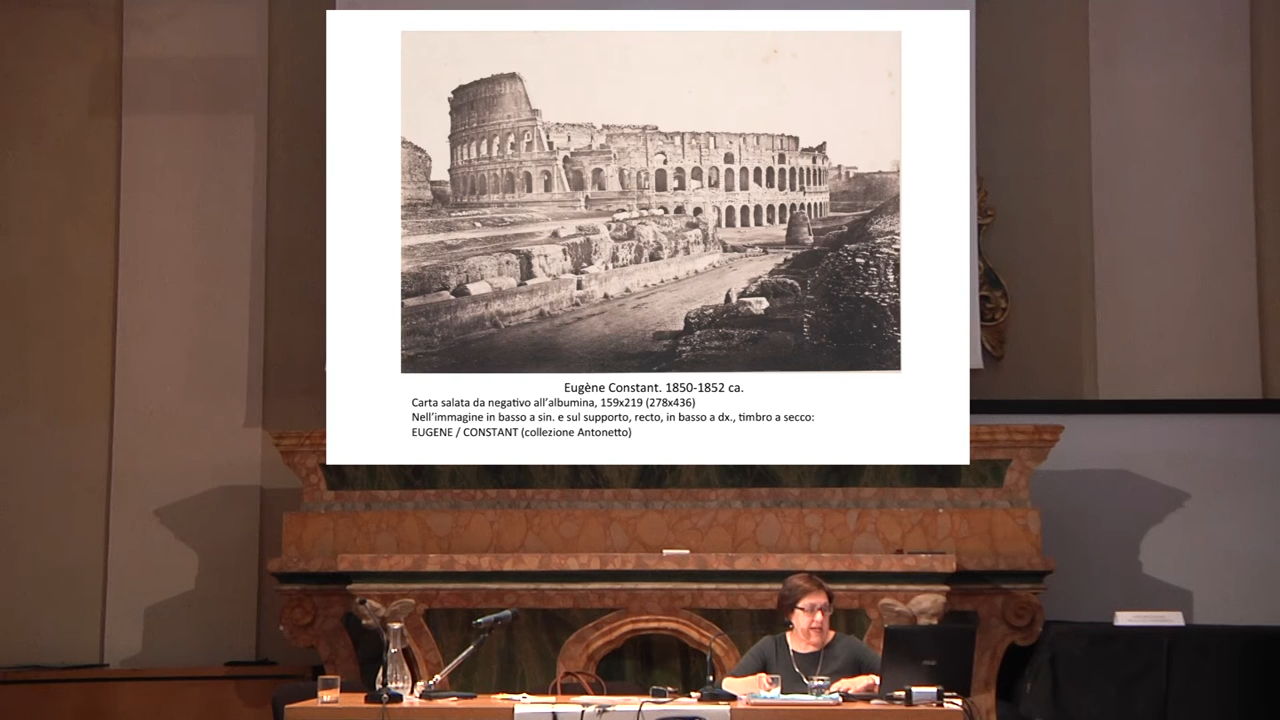 Eugène Constant. 1850-1852 ca.
Carta salata da negativo all'albumina, 159x219 (278x436)
Nell'immagine in basso a sin. e sul supporto, recto, in basso a dx., timbro a secco:
EUGENE / CONSTANT (collezione Antonetto)